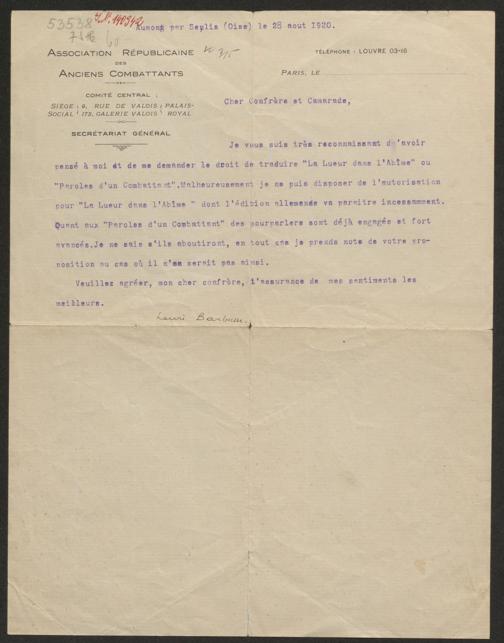 53538
I.N. 140342
Aumont par Senlis (Oise) le 28 aout 1920.
ASSOCIATION RÉPUBLICAINE
DES
ANCIENS COMBATTANTS
TÉLÉPHONE : LOUVRE 03-16
PARIS, LE
COMITÉ CENTRAL :
SIÈGE : 9, RUE DE VALOIS : PALAIS-
SOCIAL : 173, GALERIE VALOIS : ROYAL
SECRÉTARIAT GÉNÉRAL
Cher Confrère et Camarade,
Je vous suis très reconnaissant d'avoir
pensé à moi et de me demander le droit de traduire "La Lueur dans l'Abîme" ou
"Paroles d'un Combattant".Malheureusement je ne puis disposer de l'autorisation
pour "La Lueur dans l'Abîme " dont l'édition allemande va paraitre incessamment.
Quant aux "Paroles d'un Combattant" des pourparlers sont déjà engagés et fort
avancés.Je ne sais s'ils aboutiront, en tout cas je prends note de votre pro-
position au cas où il n'en serait pas ainsi.
Veuillez agréer, mon cher confrère, l'assurance de mes sentiments les
meilleurs.
Henri Barbusse.